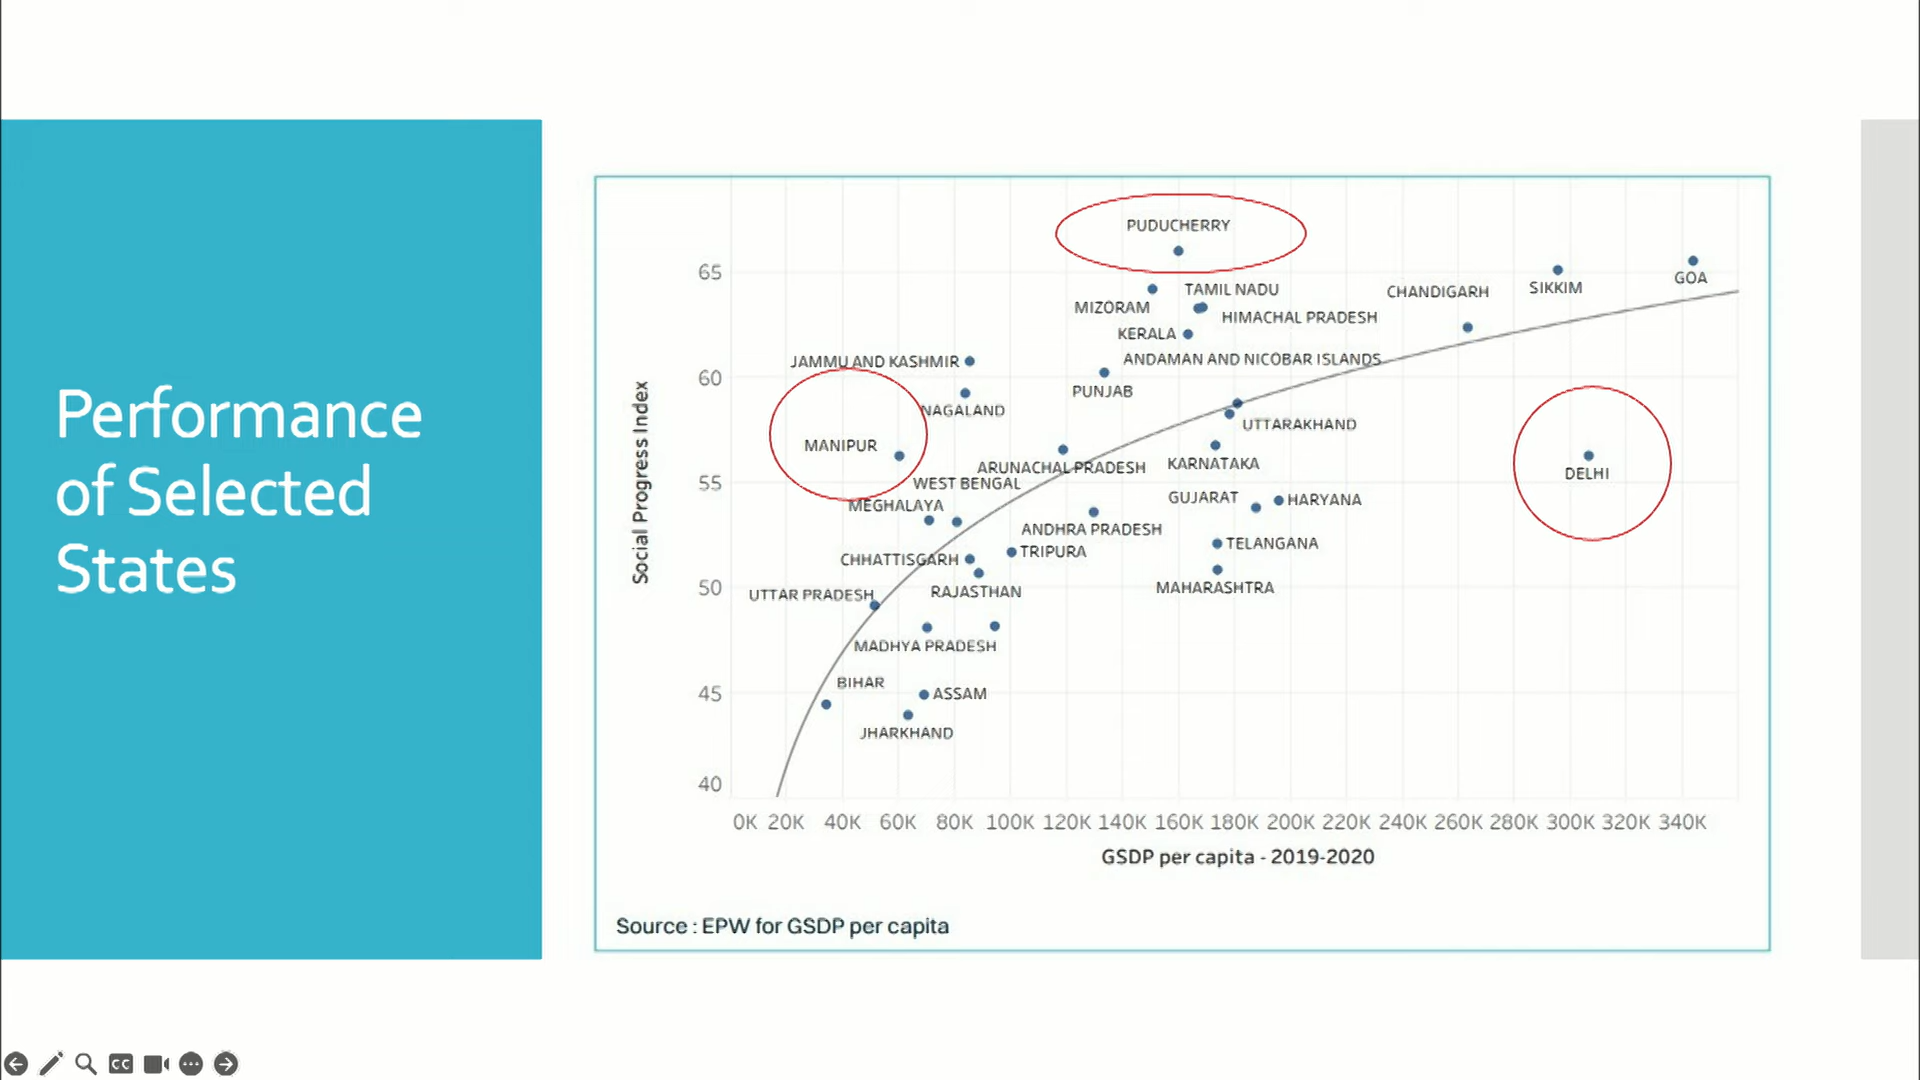 Performance
of Selected
States
PUDUCHERRY
65
MIZORAM
TAMIL NADU
CHANDIGARH
SIKKIM
GOA
HIMACHAL PRADESH
KERALA
JAMMU AND KASHMIR
ANDAMAN AND NICOBAR ISLANDS
60
PUNJAB
NAGALAND
UTTARAKHAND
MANIPUR
ARUNACHAL PRADESH
KARNATAKA
DELHI
55
WEST BENGAL
MEGHALAYA
GUJARAT
HARYANA
ANDHRA PRADESH
TELANGANA
CHHATTISGARH
TRIPURA
50
RAJASTHAN
MAHARASHTRA
UTTAR PRADESH
MADHYA PRADESH
BIHAR
45
ASSAM
JHARKHAND
40
Social Progress Index
0K 20K 40K 60K 80K 100K 120K 140K 160K 180K 200K 220K 240K 260K 280K 300K 320K 340K
GSDP per capita - 2019-2020
Source : EPW for GSDP per capita
CC